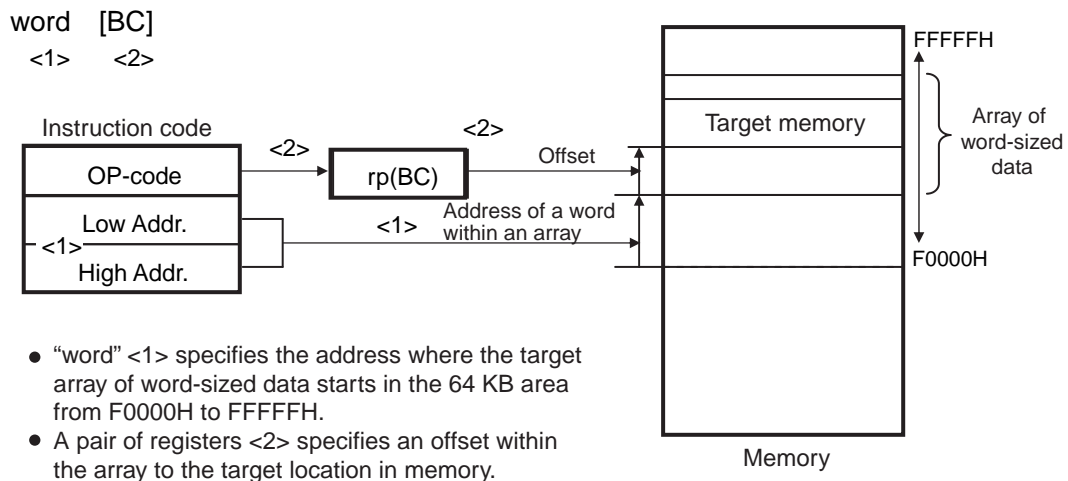 word [BC]
<1> <2>
Instruction code
OP-code
Low Addr.
<1>
High Addr.
<2>
rp(BC)
<2>
Offset
<1>
Address of a word
within an array
Target memory
FFFFFH
Array of
word-sized
data
F0000H
Memory
● “word” <1> specifies the address where the target
array of word-sized data starts in the 64 KB area
from F0000H to FFFFFH.
● A pair of registers <2> specifies an offset within
the array to the target location in memory.